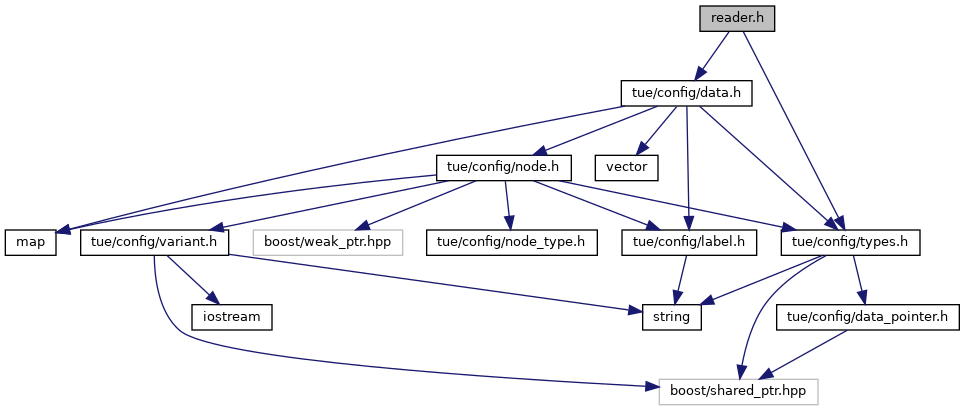 reader.h
tue/config/data.h
tue/config/node.h
vector
map
tue/config/variant.h
boost/weak_ptr.hpp
tue/config/node_type.h
tue/config/label.h
tue/config/types.h
iostream
string
tue/config/data_pointer.h
boost/shared_ptr.hpp